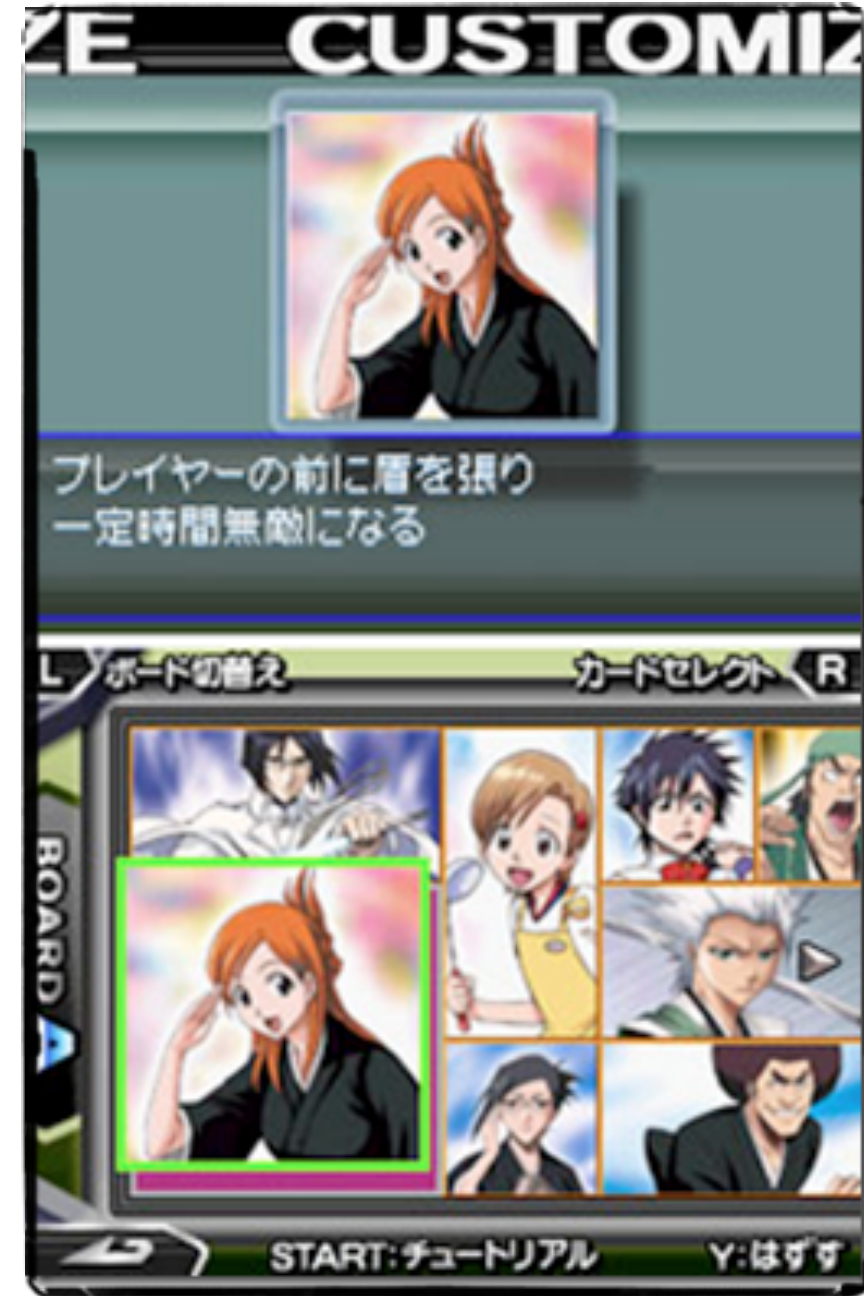 ZE CUSTOMIZ
プレイヤーの前に盾を張り
一定時間無敵になる
L ボード切替え カードセレクト R
BOARD A
START:チュートリアル Y:はずす